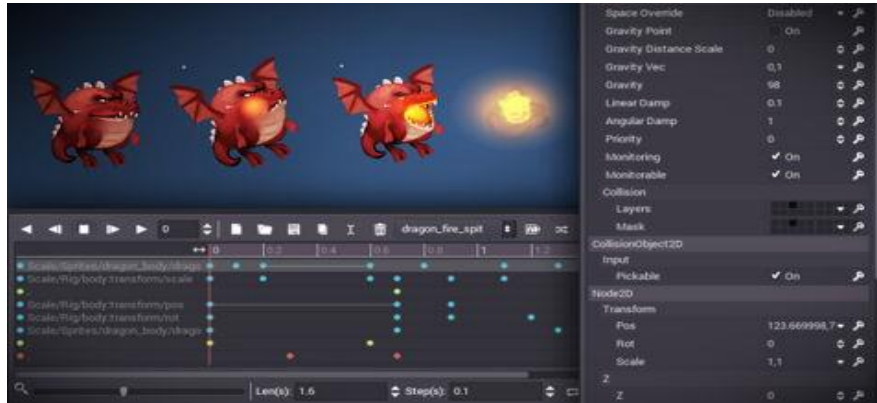 0
dragon_fire_spit
0
0.2
0.4
0.6
0.8
1
1.2
Scale/Sprites/dragon_body:drago
Scale/Rig/body:transform/scale
Scale/Rig/body:transform/pos
Scale/Rig/body:transform/rot
Scale/Sprites/dragon_body:drago
Len(s): 1.6
Step(s): 0.1
Space Override Disabled
Gravity Point On
Gravity Distance Scale 0
Gravity Vec 0,1
Gravity 98
Linear Damp 0.1
Angular Damp 1
Priority 0
Monitoring On
Monitorable On
Collision
Layers
Mask
CollisionObject2D
Input
Pickable On
Node2D
Transform
Pos 123.669998,7
Rot 0
Scale 1,1
Z
Z 0